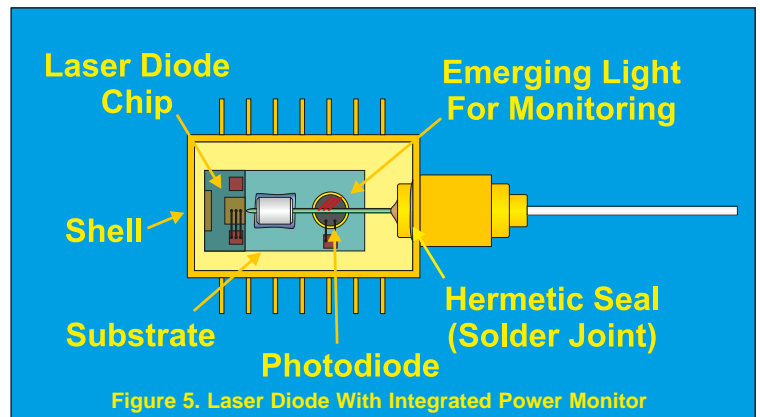 Laser Diode
Chip
Emerging Light
For Monitoring
Shell
Substrate
Photodiode
Hermetic Seal
(Solder Joint)
Figure 5. Laser Diode With Integrated Power Monitor